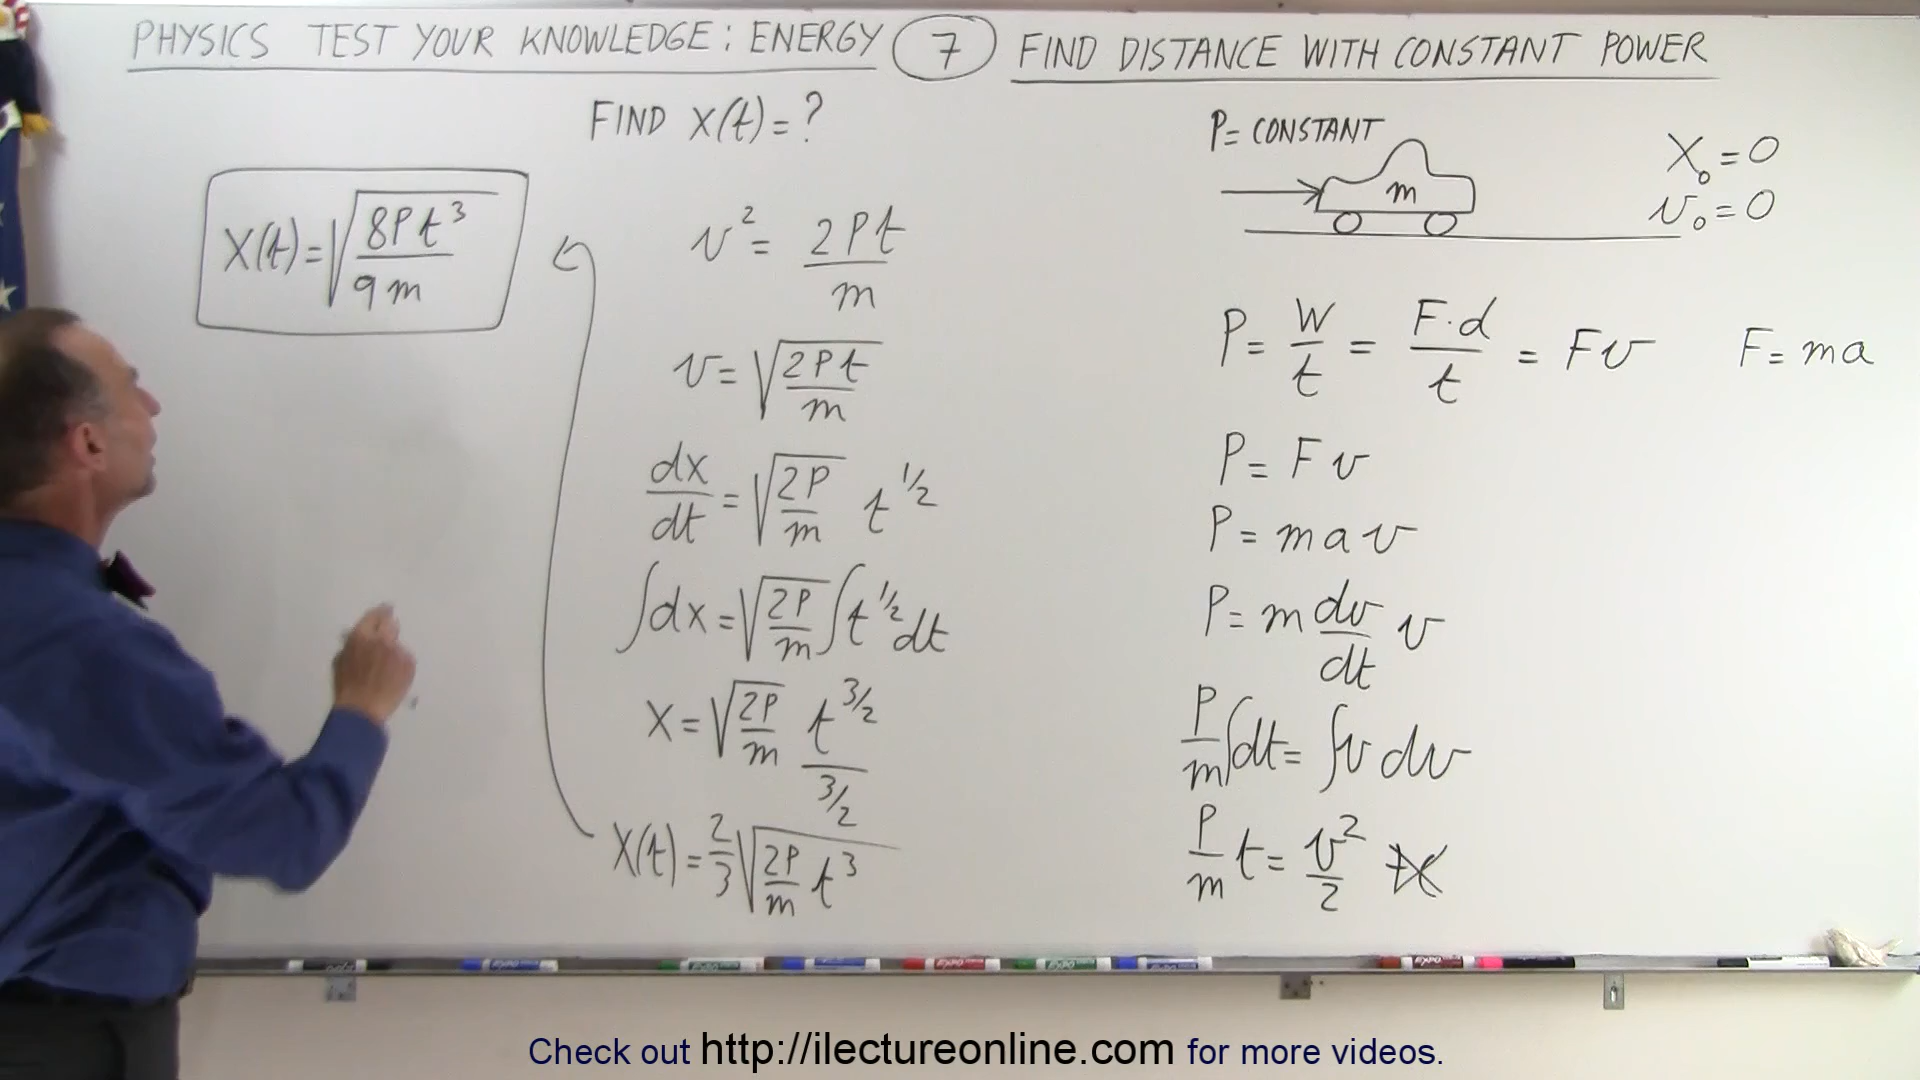 PHYSICS TEST YOUR KNOWLEDGE: ENERGY 7 FIND DISTANCE WITH CONSTANT POWER
FIND X(t)=?
X(t)=√(8Pt³/9m)
v²=2Pt/m
v=√(2Pt/m)
dx/dt=√(2P/m) t^1/2
∫dx=√(2P/m)∫t^1/2 dt
X=√(2P/m) t^3/2/(3/2)
X(t)=2/3√(2P/m t³)
P=CONSTANT
m
X₀=0
v₀=0
P=W/t=F·d/t=Fv F=ma
P=Fv
P=mav
P=m dv/dt v
P/m∫dt=∫v dv
P/m t=v²/2
Check out http://ilectureonline.com for more videos.